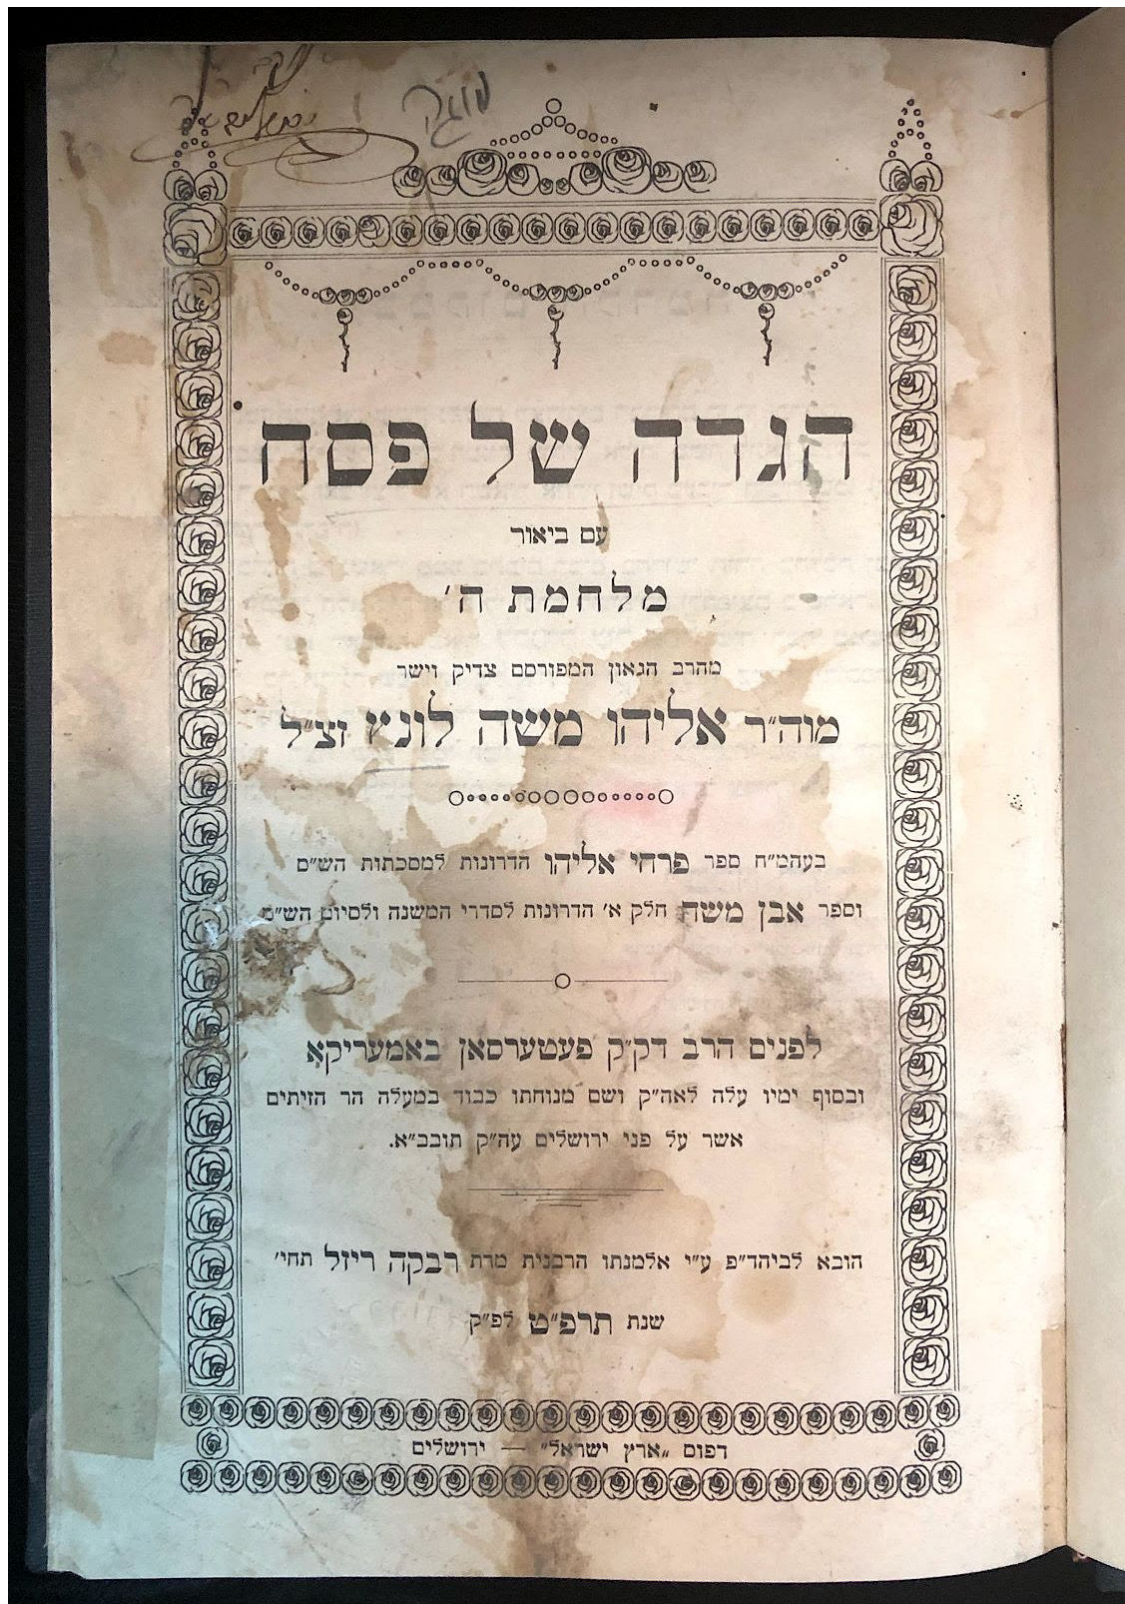 הגדה של פסח
עם ביאור
מלחמת ה׳
מהרב הגאון המפורסם צדיק וישר
מוה״ר אליהו משה לונץ זצ״ל
בעהמ״ח ספר פרחי אליהו הדרונות למסכתות הש״ס
וספר אבן משה חלק א׳ הדרונות לסדרי המשנה ולסיום הש״ס
לפנים הרב דק״ק פעטערסאן באמעריקא
ובסוף ימיו עלה לאה״ק ושם מנוחתו כבוד במעלה הר הזיתים
אשר על פני ירושלים עה״ק תובב״א.
הובא לביהד״פ ע״י אלמנתו הרבנית מרת רבקה ריזל תחי׳
שנת תרפ״ט לפ״ק
דפוס „ארץ ישראל״ — ירושלים